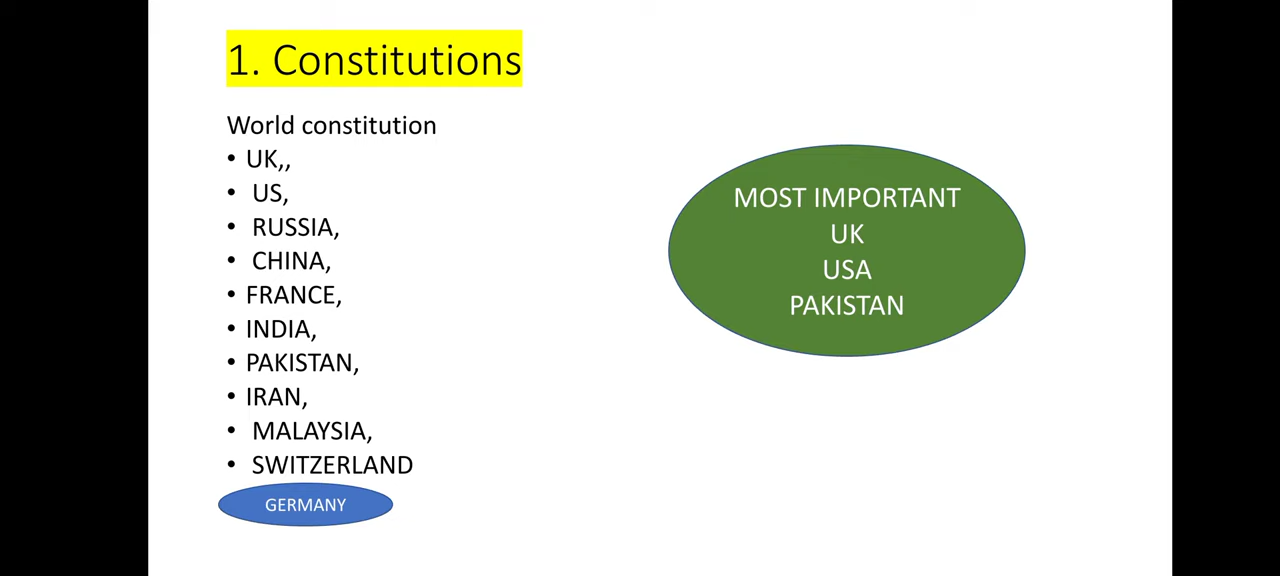 1. Constitutions
World constitution
• UK,,
• US,
• RUSSIA,
• CHINA,
• FRANCE,
• INDIA,
• PAKISTAN,
• IRAN,
• MALAYSIA,
• SWITZERLAND
GERMANY
MOST IMPORTANT
UK
USA
PAKISTAN